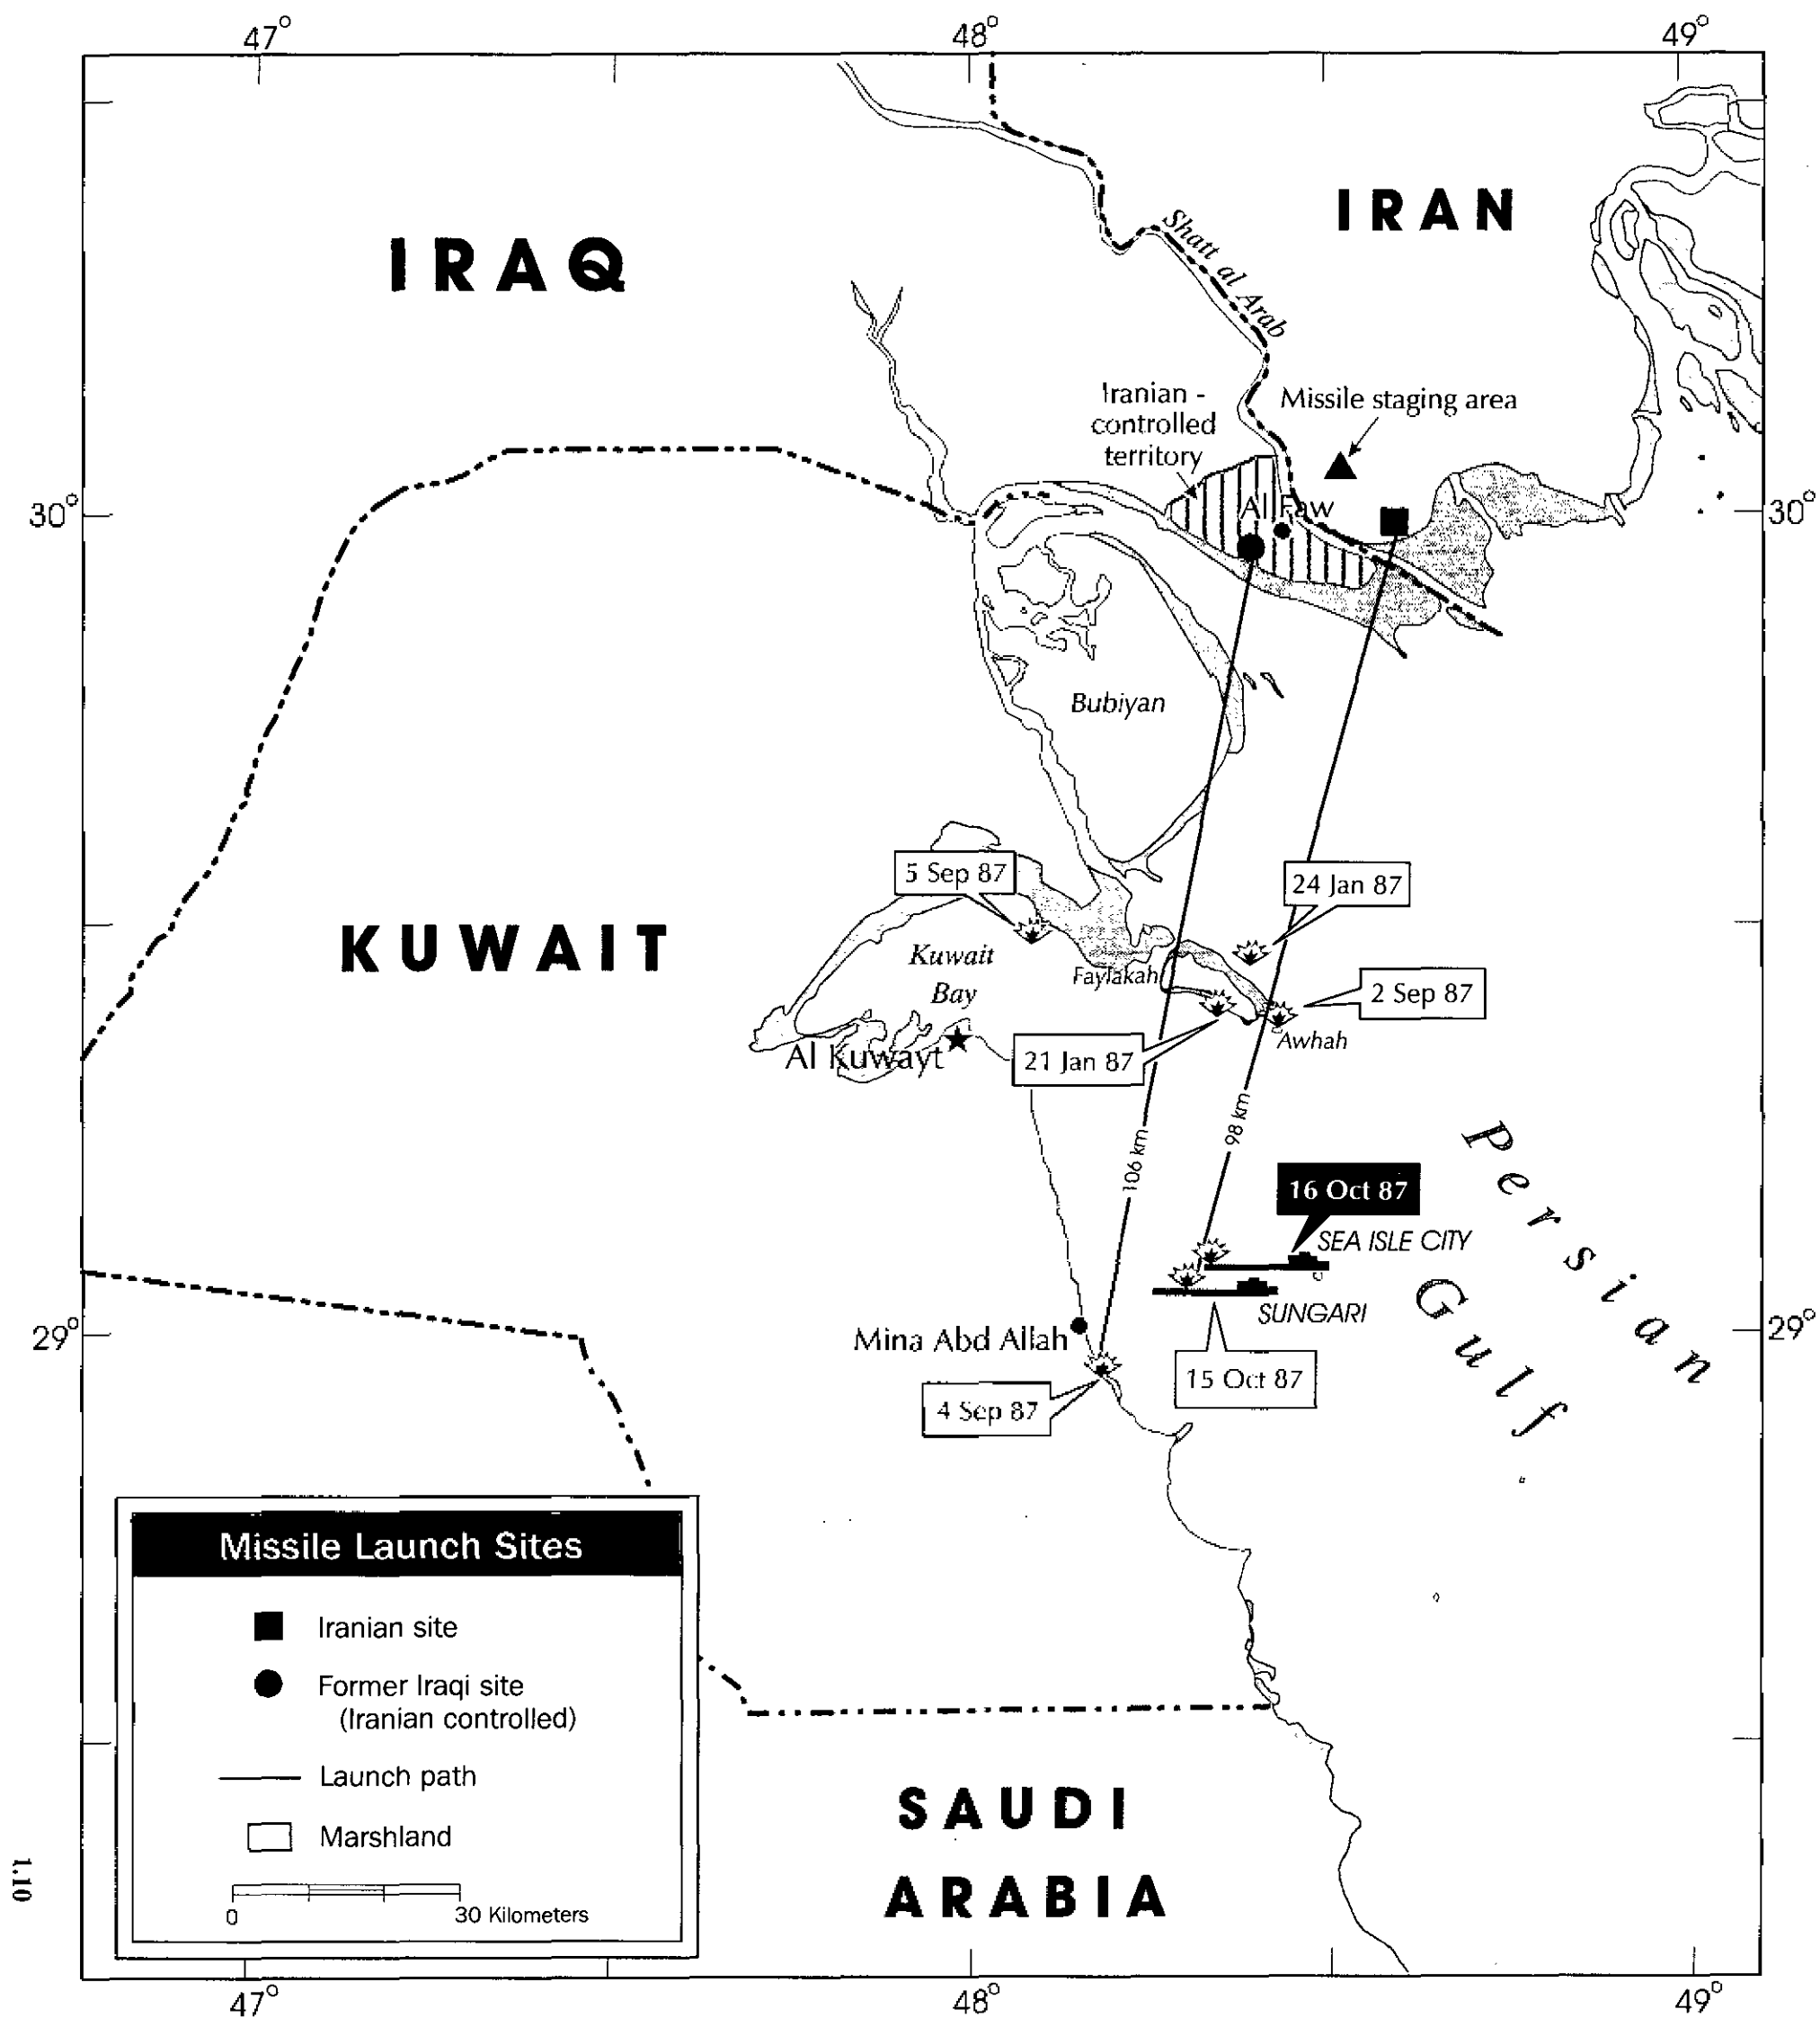 47°
48°
49°
IRAQ
IRAN
Shatt al Arab
Iranian -
controlled
territory
Missile staging area
30°
Al Faw
30°
Bubiyan
5 Sep 87
24 Jan 87
KUWAIT
Kuwait
Bay
Faylakah
2 Sep 87
Awhah
Al Kuwayt
21 Jan 87
106 km
98 km
Persian
Gulf
16 Oct 87
SEA ISLE CITY
SUNGARI
29°
Mina Abd Allah
29°
15 Oct 87
4 Sep 87
Missile Launch Sites
Iranian site
Former Iraqi site
(Iranian controlled)
Launch path
Marshland
0
30 Kilometers
SAUDI
ARABIA
1.10
47°
48°
49°